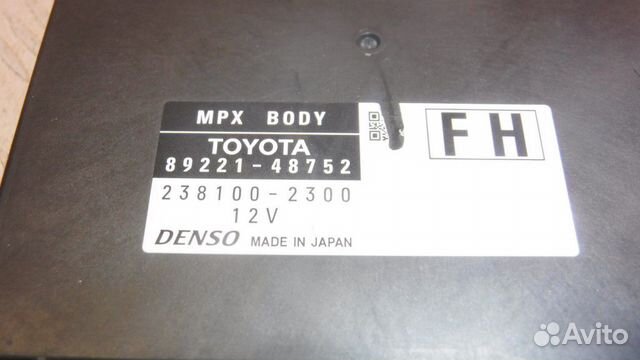 MPX BODY
TOYOTA
89221-48752
238100-2300
12V
DENSO MADE IN JAPAN
FH
Avito